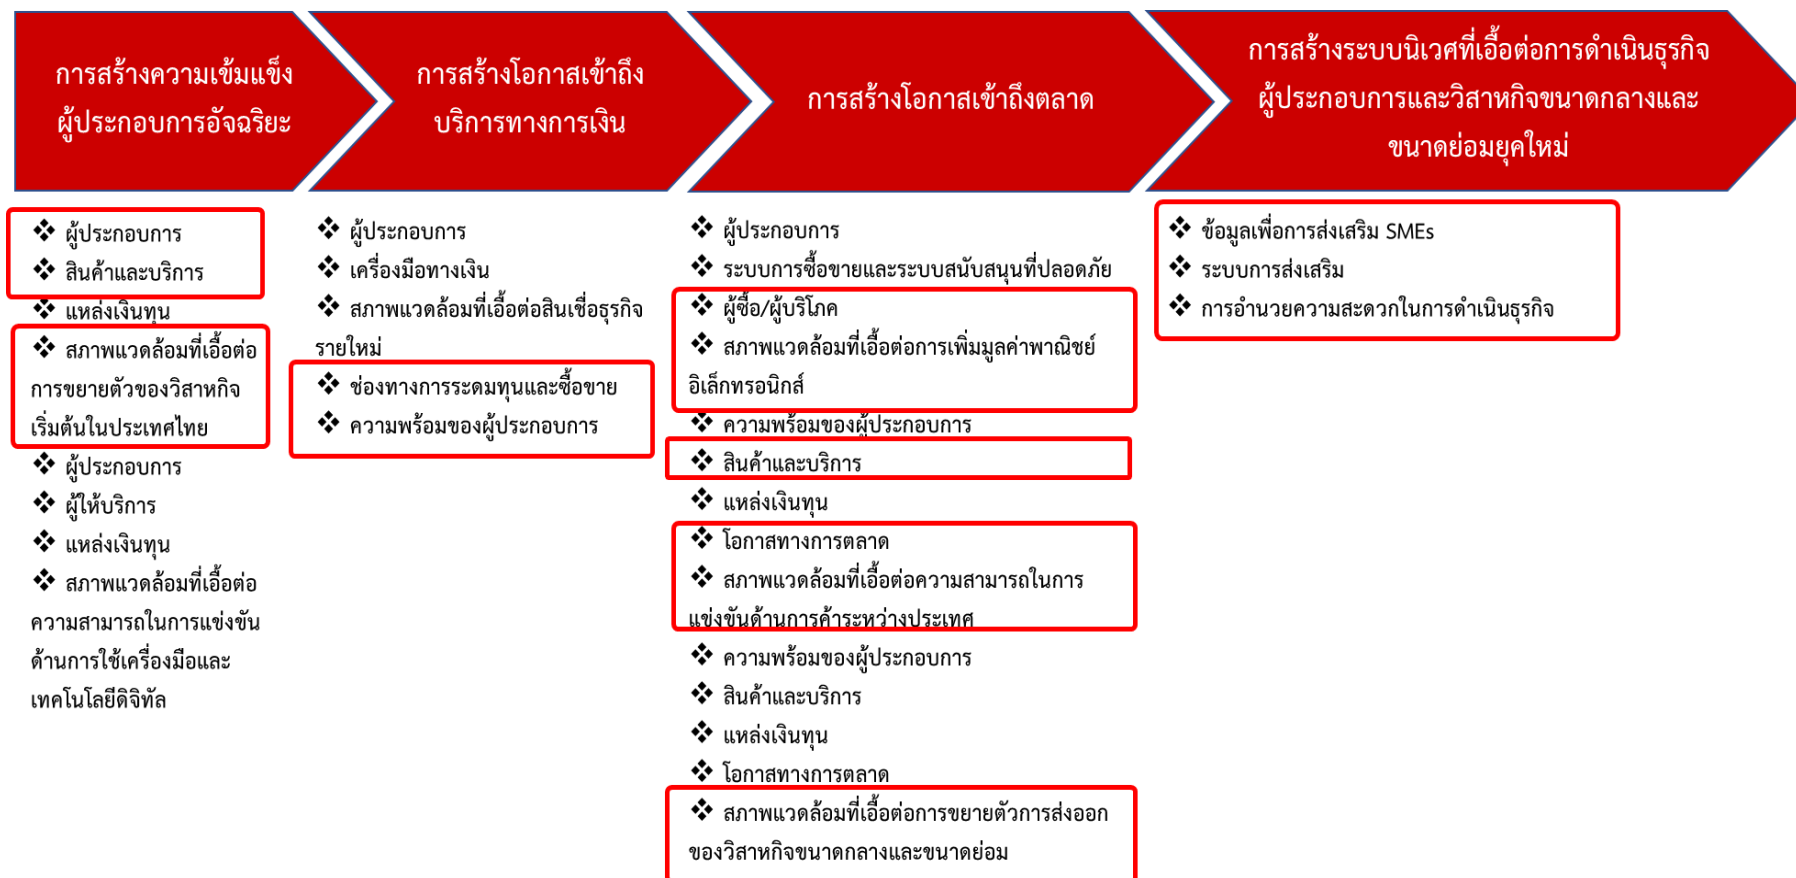 การสร้างความเข้มแข็ง
ผู้ประกอบการอัจฉริยะ
การสร้างโอกาสเข้าถึง
บริการทางการเงิน
การสร้างโอกาสเข้าถึงตลาด
การสร้างระบบนิเวศที่เอื้อต่อการดำเนินธุรกิจ
ผู้ประกอบการและวิสาหกิจขนาดกลางและ
ขนาดย่อมยุคใหม่
❖ ผู้ประกอบการ
❖ สินค้าและบริการ
❖ แหล่งเงินทุน
❖ สภาพแวดล้อมที่เอื้อต่อ
การขยายตัวของวิสาหกิจ
เริ่มต้นในประเทศไทย
❖ ผู้ประกอบการ
❖ ผู้ให้บริการ
❖ แหล่งเงินทุน
❖ สภาพแวดล้อมที่เอื้อต่อ
ความสามารถในการแข่งขัน
ด้านการใช้เครื่องมือและ
เทคโนโลยีดิจิทัล
❖ ผู้ประกอบการ
❖ เครื่องมือทางเงิน
❖ สภาพแวดล้อมที่เอื้อต่อสินเชื่อธุรกิจ
รายใหม่
❖ ช่องทางการระดมทุนและซื้อขาย
❖ ความพร้อมของผู้ประกอบการ
❖ ผู้ประกอบการ
❖ ระบบการซื้อขายและระบบสนับสนุนที่ปลอดภัย
❖ ผู้ซื้อ/ผู้บริโภค
❖ สภาพแวดล้อมที่เอื้อต่อการเพิ่มมูลค่าพาณิชย์
อิเล็กทรอนิกส์
❖ ความพร้อมของผู้ประกอบการ
❖ สินค้าและบริการ
❖ แหล่งเงินทุน
❖ โอกาสทางการตลาด
❖ สภาพแวดล้อมที่เอื้อต่อความสามารถในการ
แข่งขันด้านการค้าระหว่างประเทศ
❖ ความพร้อมของผู้ประกอบการ
❖ สินค้าและบริการ
❖ แหล่งเงินทุน
❖ โอกาสทางการตลาด
❖ สภาพแวดล้อมที่เอื้อต่อการขยายตัวการส่งออก
ของวิสาหกิจขนาดกลางและขนาดย่อม
❖ ข้อมูลเพื่อการส่งเสริม SMEs
❖ ระบบการส่งเสริม
❖ การอำนวยความสะดวกในการดำเนินธุรกิจ